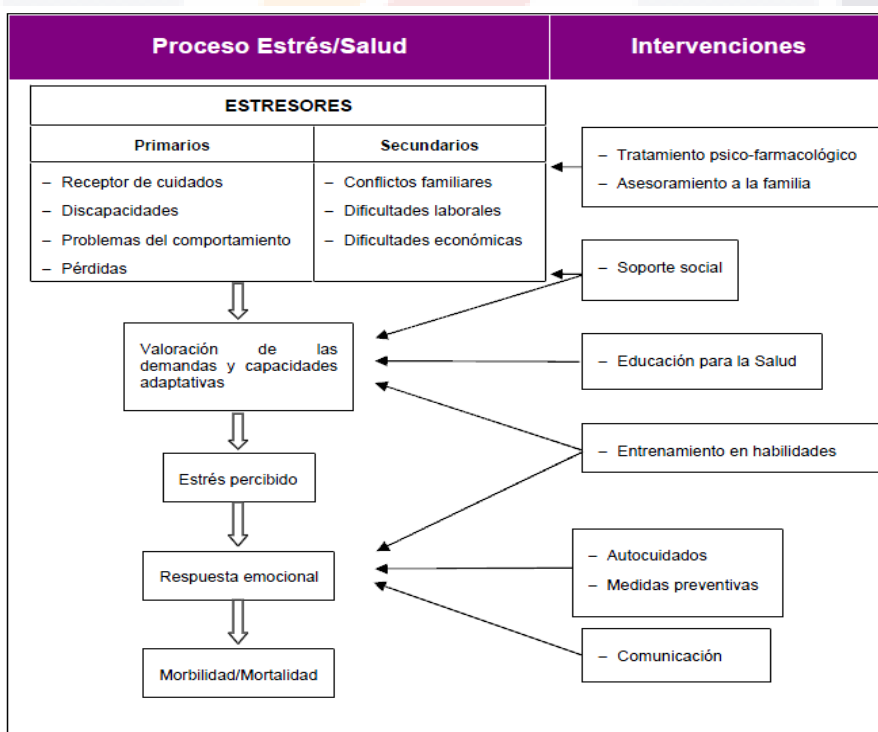 Proceso Estrés/Salud
Intervenciones
ESTRESORES
Primarios
Secundarios
– Receptor de cuidados
– Discapacidades
– Problemas del comportamiento
– Pérdidas
– Conflictos familiares
– Dificultades laborales
– Dificultades económicas
– Tratamiento psico-farmacológico
– Asesoramiento a la familia
– Soporte social
Valoración de las
demandas y capacidades
adaptativas
– Educación para la Salud
– Entrenamiento en habilidades
Estrés percibido
Respuesta emocional
– Autocuidados
– Medidas preventivas
– Comunicación
Morbilidad/Mortalidad